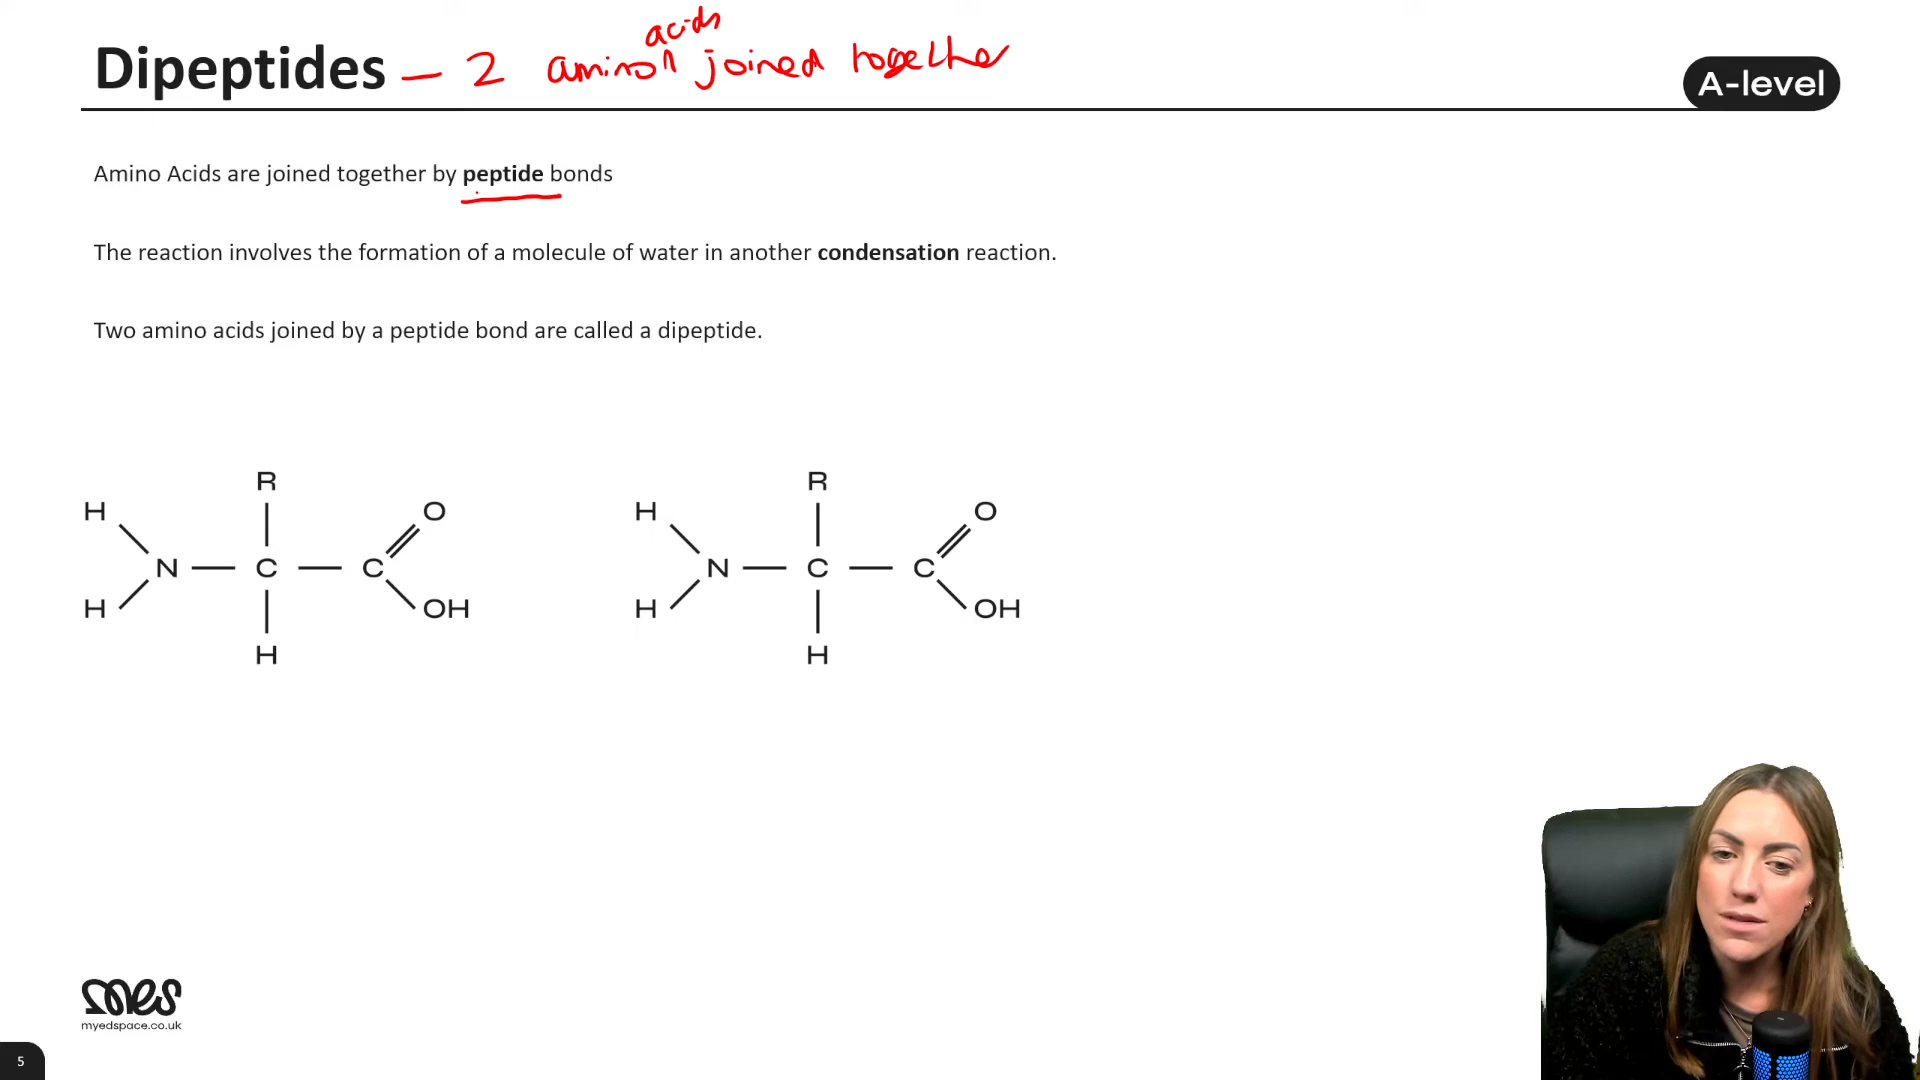 Dipeptides – 2 amino acids joined together
A-level
Amino Acids are joined together by peptide bonds
The reaction involves the formation of a molecule of water in another condensation reaction.
Two amino acids joined by a peptide bond are called a dipeptide.
R R
H O H O
N C C N C C
H OH H OH
H H
mes
myedspace.co.uk
5